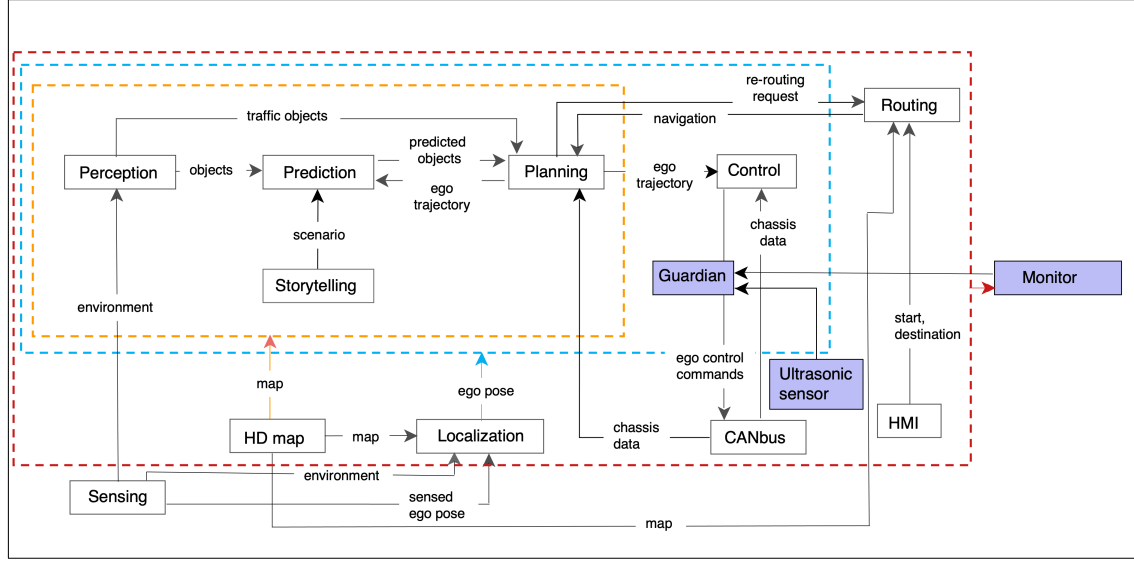 re-routing
request
Routing
traffic objects
navigation
predicted
objects
Perception
objects
Prediction
Planning
ego
trajectory
Control
ego
trajectory
chassis
data
scenario
Storytelling
Guardian
Monitor
environment
start,
destination
map
ego pose
ego control
commands
Ultrasonic
sensor
HMI
HD map
map
Localization
chassis
data
CANbus
environment
Sensing
sensed
ego pose
map